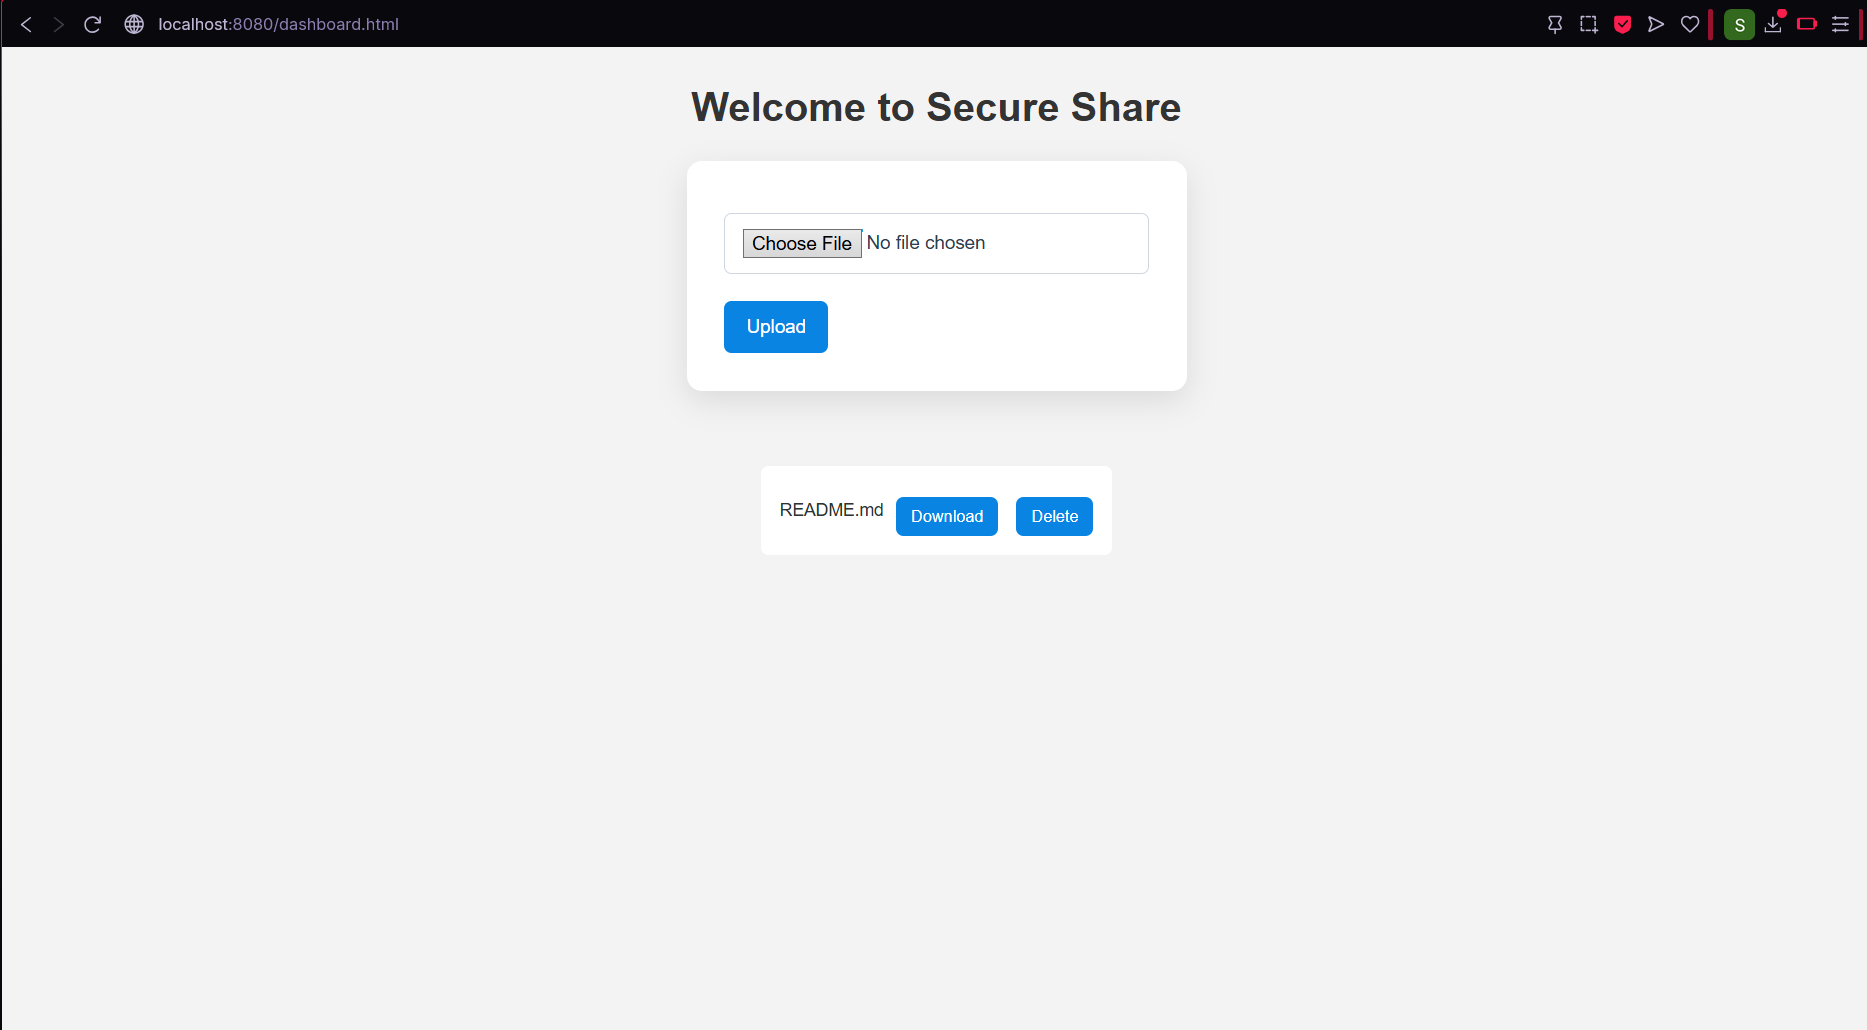 localhost:8080/dashboard.html
S
Welcome to Secure Share
Choose File No file chosen
Upload
README.md Download Delete